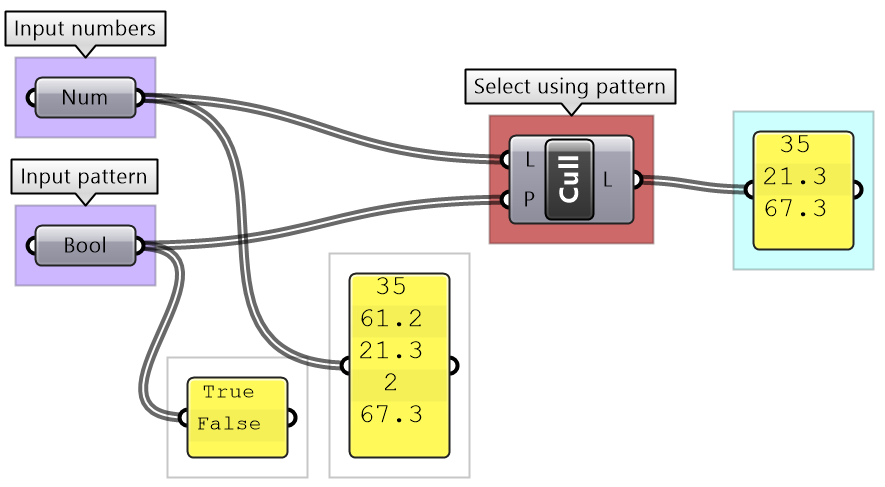 Input numbers
Num
Select using pattern
L
P
Cull
L
35
21.3
67.3
Input pattern
Bool
35
61.2
21.3
2
67.3
True
False